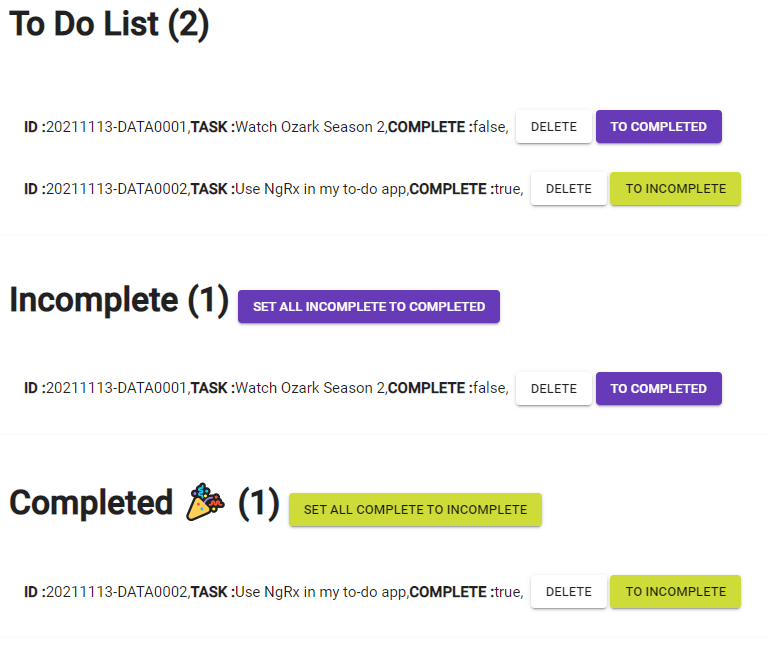 To Do List (2)
ID :20211113-DATA0001,TASK :Watch Ozark Season 2,COMPLETE :false, DELETE TO COMPLETED
ID :20211113-DATA0002,TASK :Use NgRx in my to-do app,COMPLETE :true, DELETE TO INCOMPLETE
Incomplete (1) SET ALL INCOMPLETE TO COMPLETED
ID :20211113-DATA0001,TASK :Watch Ozark Season 2,COMPLETE :false, DELETE TO COMPLETED
Completed 🎉 (1) SET ALL COMPLETE TO INCOMPLETE
ID :20211113-DATA0002,TASK :Use NgRx in my to-do app,COMPLETE :true, DELETE TO INCOMPLETE